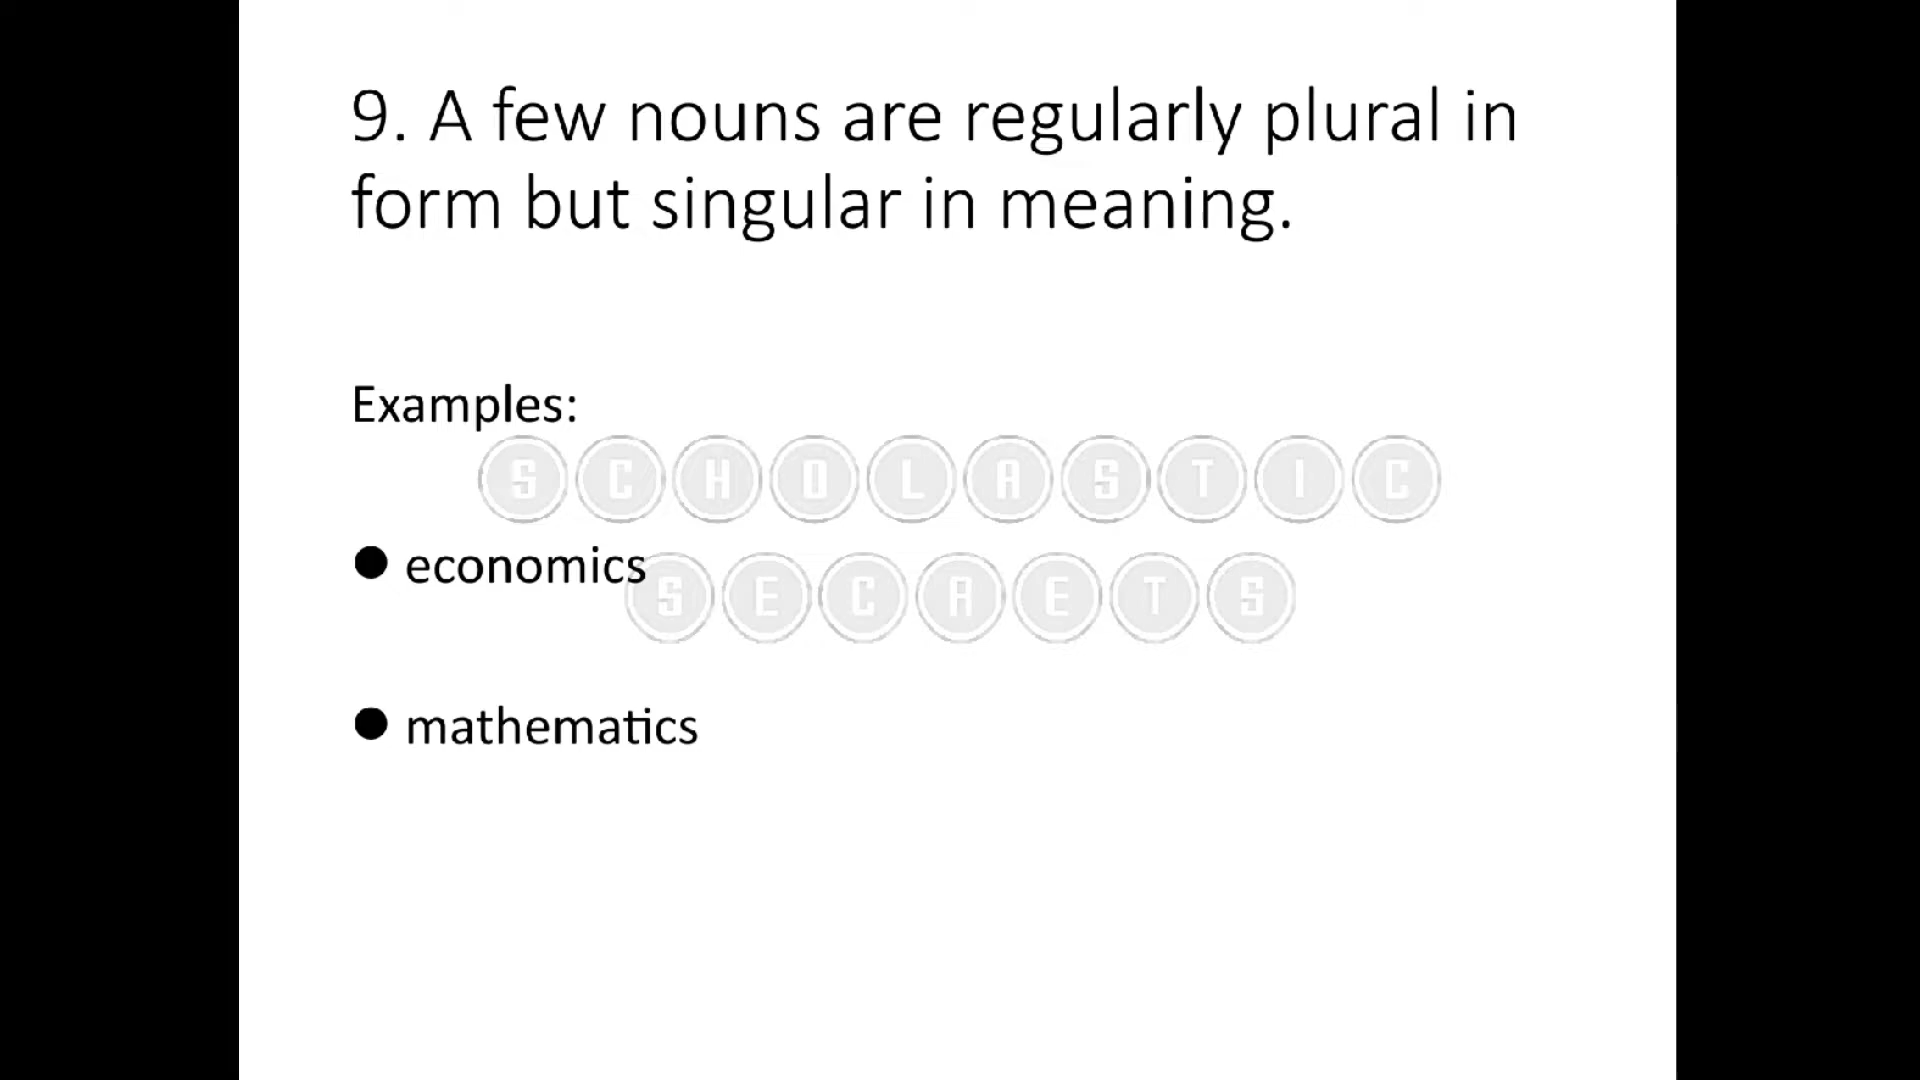 9. A few nouns are regularly plural in
form but singular in meaning.
Examples:
SCHOLASTIC
● economics
SECRETS
● mathematics